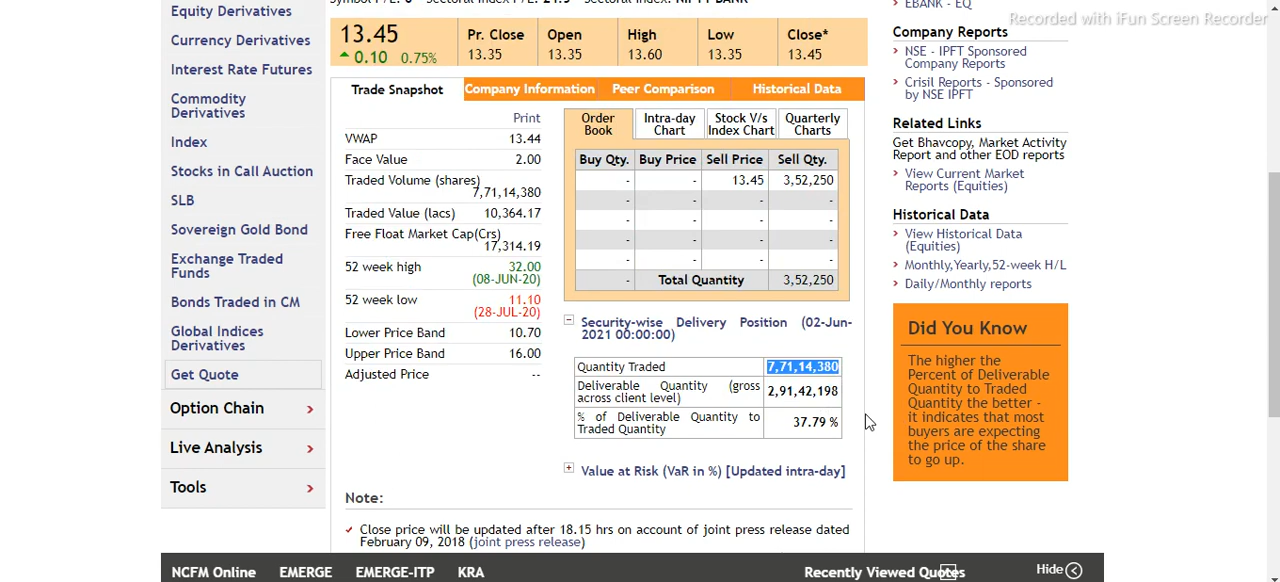 Equity Derivatives
Currency Derivatives
Interest Rate Futures
Commodity
Derivatives
Index
Stocks in Call Auction
SLB
Sovereign Gold Bond
Exchange Traded
Funds
Bonds Traded in CM
Global Indices
Derivatives
Get Quote
Option Chain
Live Analysis
Tools
13.45
0.10 0.75%
Pr. Close
13.35
Open
13.35
High
13.60
Low
13.35
Close*
13.45
Trade Snapshot Company Information Peer Comparison Historical Data
Print
VWAP 13.44
Face Value 2.00
Traded Volume (shares)
7,71,14,380
Traded Value (lacs) 10,364.17
Free Float Market Cap(Crs)
17,314.19
52 week high 32.00
(08-JUN-20)
52 week low 11.10
(28-JUL-20)
Lower Price Band 10.70
Upper Price Band 16.00
Adjusted Price --
Order
Book
Intra-day
Chart
Stock V/s
Index Chart
Quarterly
Charts
Buy Qty. Buy Price Sell Price Sell Qty.
- - 13.45 3,52,250
- - - -
- - - -
- - - -
- - - -
- Total Quantity 3,52,250
Security-wise Delivery Position (02-Jun-
2021 00:00:00)
Quantity Traded 7,71,14,380
Deliverable Quantity (gross
across client level) 2,91,42,198
% of Deliverable Quantity to
Traded Quantity 37.79 %
Value at Risk (VaR in %) [Updated intra-day]
Note:
Close price will be updated after 18.15 hrs on account of joint press release dated
February 09, 2018 (joint press release)
EBANK - EQ
Recorded with iFun Screen Recorder
Company Reports
NSE - IPFT Sponsored
Company Reports
Crisil Reports - Sponsored
by NSE IPFT
Related Links
Get Bhavcopy, Market Activity
Report and other EOD reports
View Current Market
Reports (Equities)
Historical Data
View Historical Data
(Equities)
Monthly,Yearly,52-week H/L
Daily/Monthly reports
Did You Know
The higher the
Percent of Deliverable
Quantity to Traded
Quantity the better -
it indicates that most
buyers are expecting
the price of the share
to go up.
NCFM Online EMERGE EMERGE-ITP KRA Recently Viewed Quotes Hide